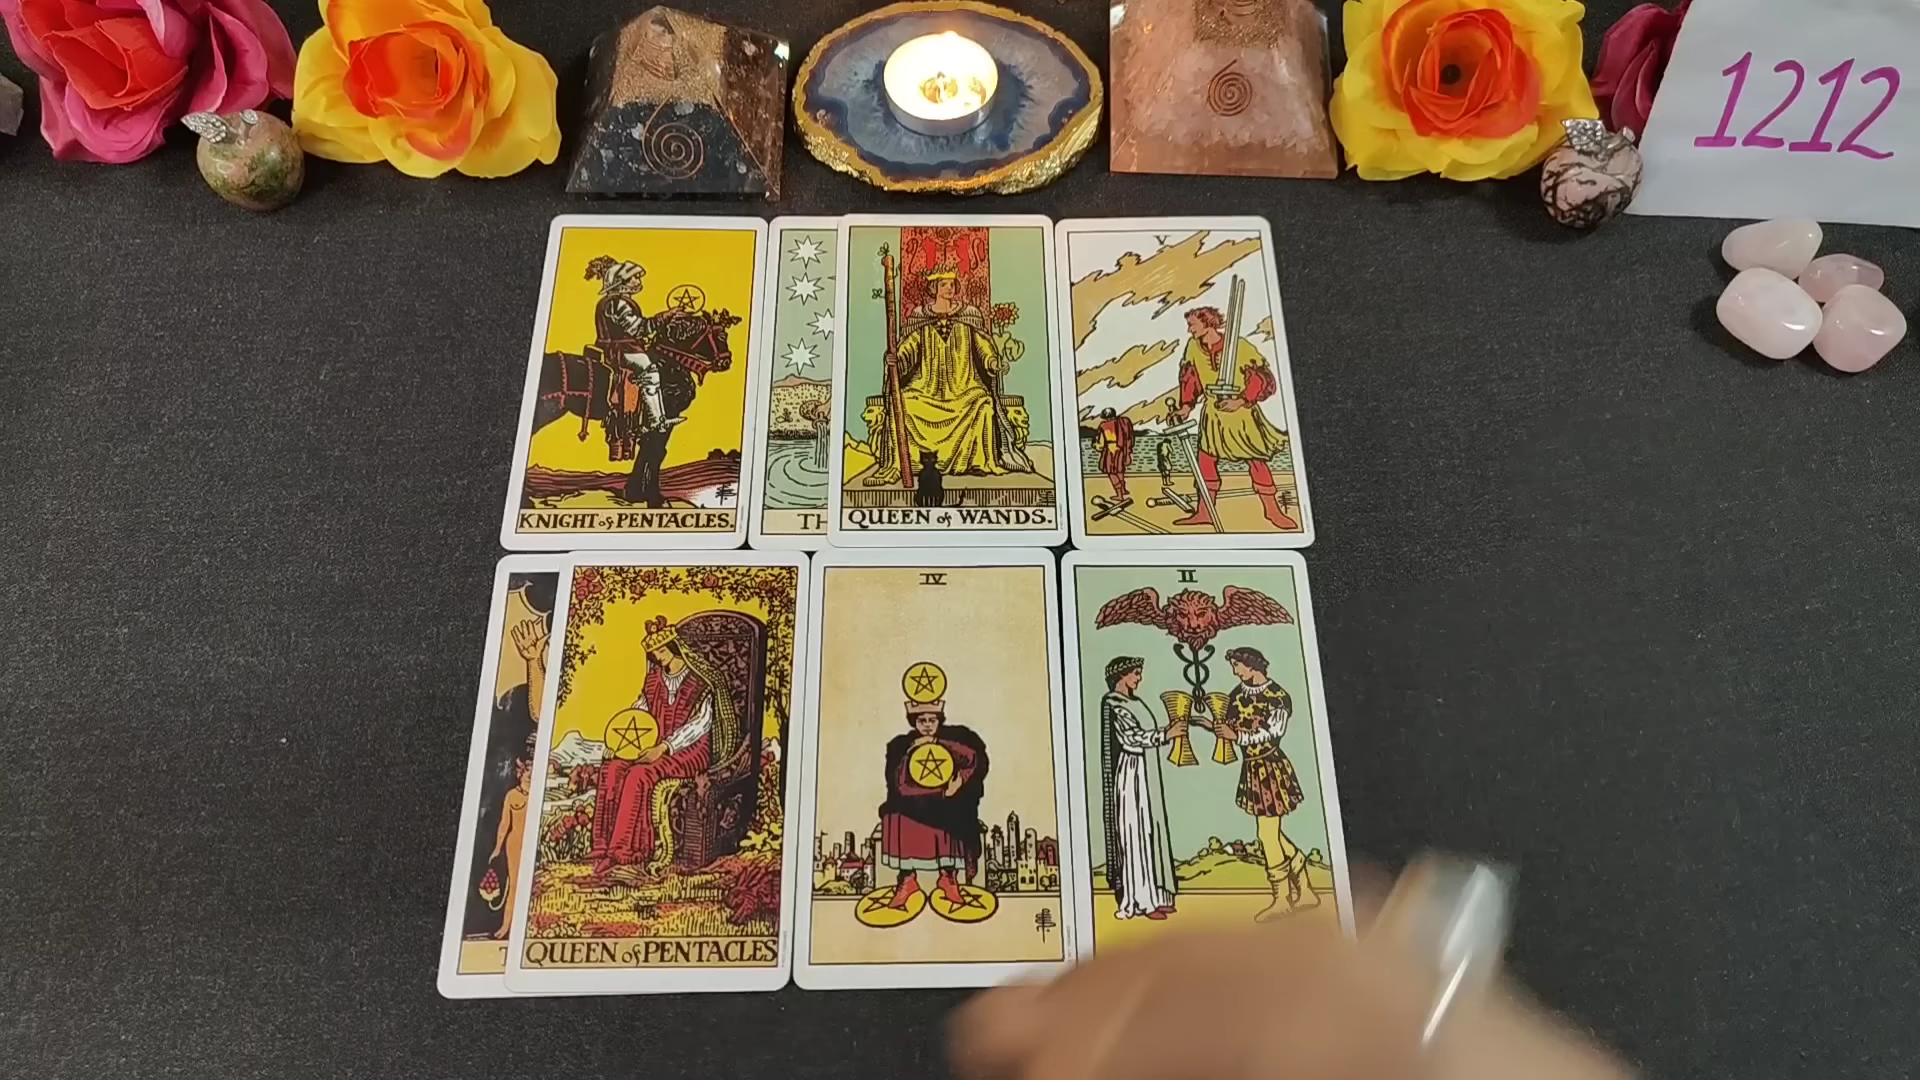 1212
V
KNIGHT of PENTACLES.
TH
QUEEN of WANDS.
IV
II
T
QUEEN of PENTACLES